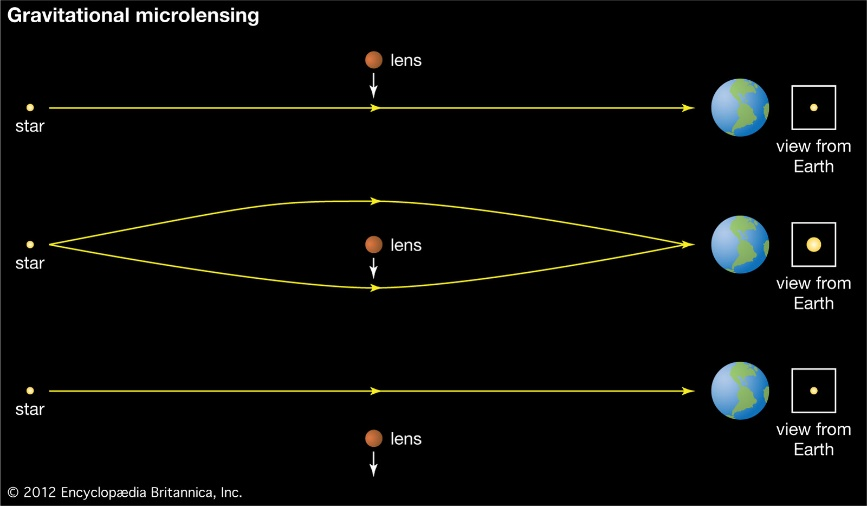 Gravitational microlensing
lens
star
view from
Earth
lens
star
view from
Earth
star
lens
view from
Earth
© 2012 Encyclopædia Britannica, Inc.